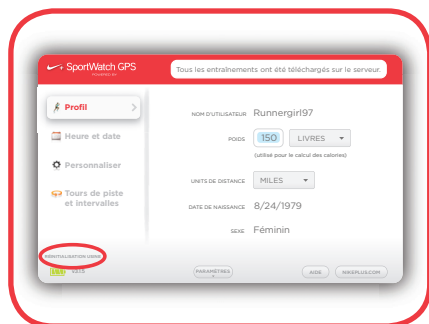 SportWatch GPS
POWERED BY
Tous les entraînements ont été téléchargés sur le serveur.
Profil
Heure et date
Personnaliser
Tours de piste
et intervalles
NOM D'UTILISATEUR Runnergirl97
POIDS 150 LIVRES
(utilisé pour le calcul des calories)
UNITS DE DISTANCE MILES
DATE DE NAISSANCE 8/24/1979
SEXE Féminin
RÉINITIALISATION USINE
100%
PARAMÈTRES
AIDE
NIKEPLUS.COM